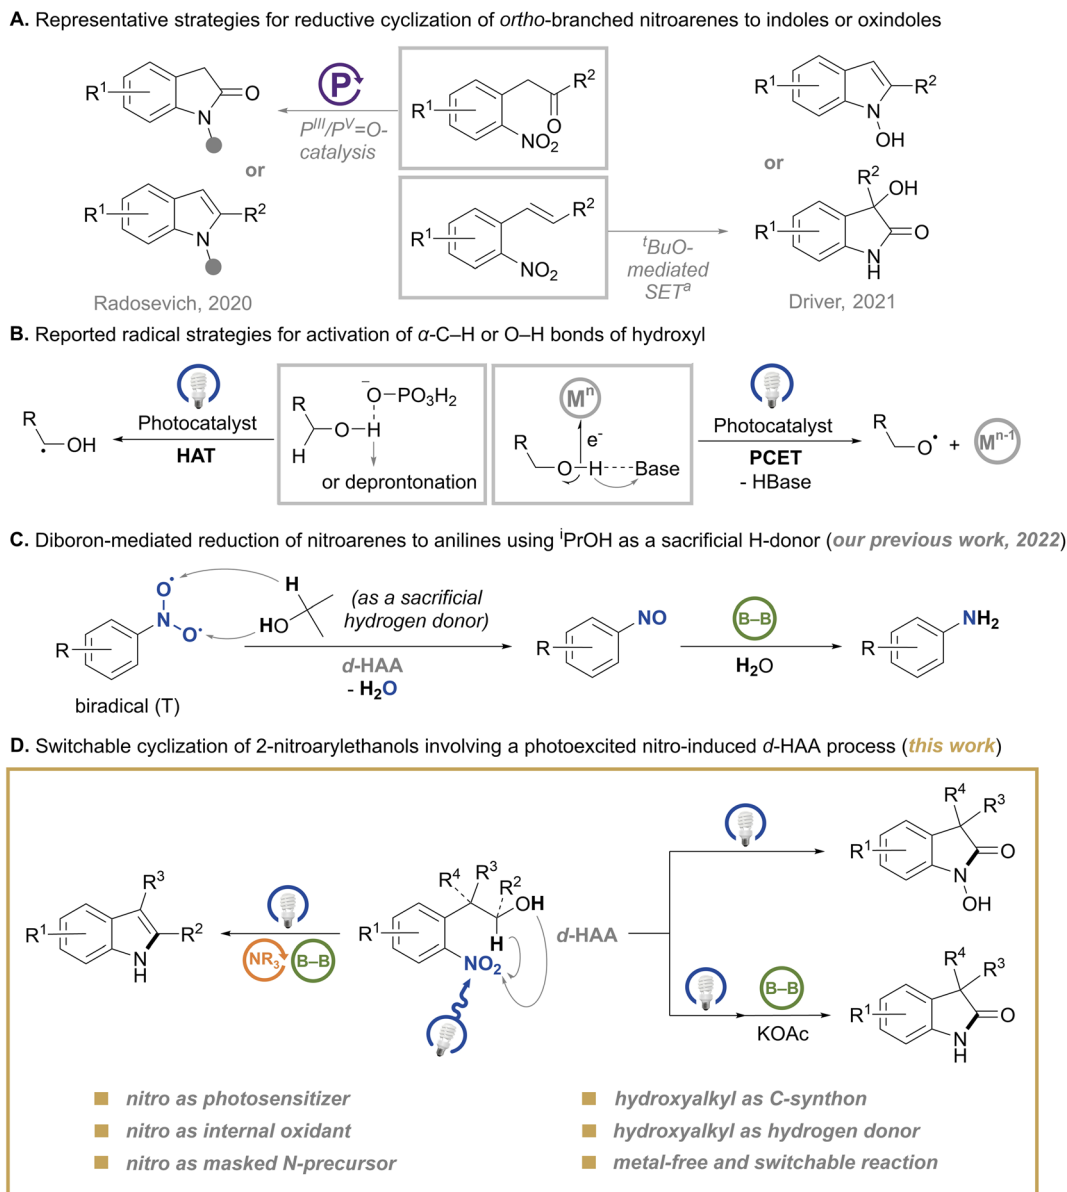 A. Representative strategies for reductive cyclization of ortho-branched nitroarenes to indoles or oxindoles
R¹
O
N
P
Pᴵᴵᴵ/Pⱽ=O-
catalysis
R¹
R²
O
NO₂
R¹
R²
N
OH
or
or
R¹
R²
N
R¹
R²
NO₂
ᵗBuO-
mediated
SETᵃ
R¹
R²
OH
O
N
H
Radosevich, 2020
Driver, 2021
B. Reported radical strategies for activation of α-C–H or O–H bonds of hydroxyl
R
OH
Photocatalyst
HAT
R
H
O–H
⁻O–PO₃H₂
or deprontonation
Mⁿ
e⁻
R
O–H----Base
Photocatalyst
PCET
- HBase
R
O•
+
Mⁿ⁻¹
C. Diboron-mediated reduction of nitroarenes to anilines using ⁱPrOH as a sacrificial H-donor (our previous work, 2022)
O•
N
O•
R
biradical (T)
H
HO
(as a sacrificial
hydrogen donor)
d-HAA
- H₂O
R
NO
B–B
H₂O
R
NH₂
D. Switchable cyclization of 2-nitroarylethanols involving a photoexcited nitro-induced d-HAA process (this work)
R¹
R³
R²
N
H
NR₃
B–B
R¹
R⁴
R³
R²
OH
H
NO₂
d-HAA
R¹
R⁴
R³
O
N
OH
B–B
KOAc
R¹
R⁴
R³
O
N
H
nitro as photosensitizer
nitro as internal oxidant
nitro as masked N-precursor
hydroxyalkyl as C-synthon
hydroxyalkyl as hydrogen donor
metal-free and switchable reaction